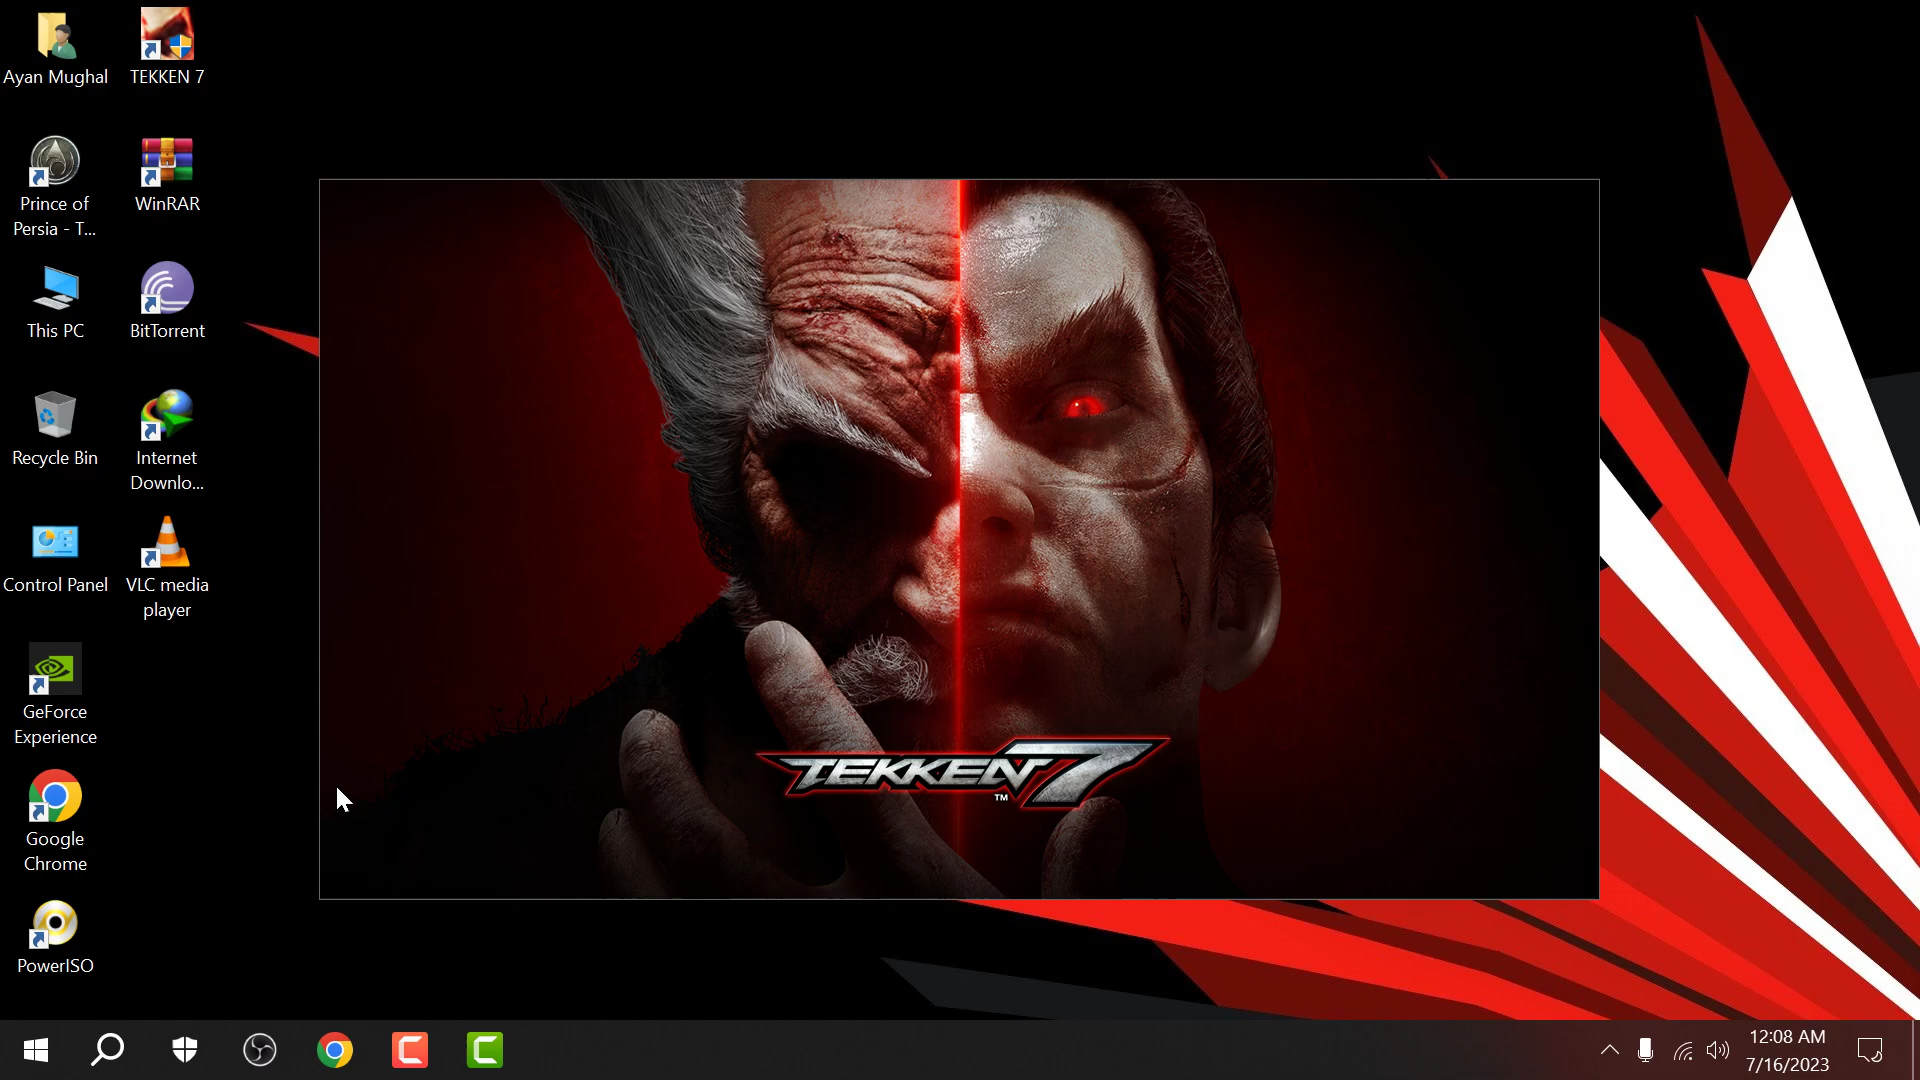 Ayan Mughal
TEKKEN 7
Prince of
Persia - T...
WinRAR
This PC
BitTorrent
Recycle Bin
Internet
Downlo...
Control Panel
VLC media
player
GeForce
Experience
Google
Chrome
PowerISO
TEKKEN 7
TM
12:08 AM
7/16/2023